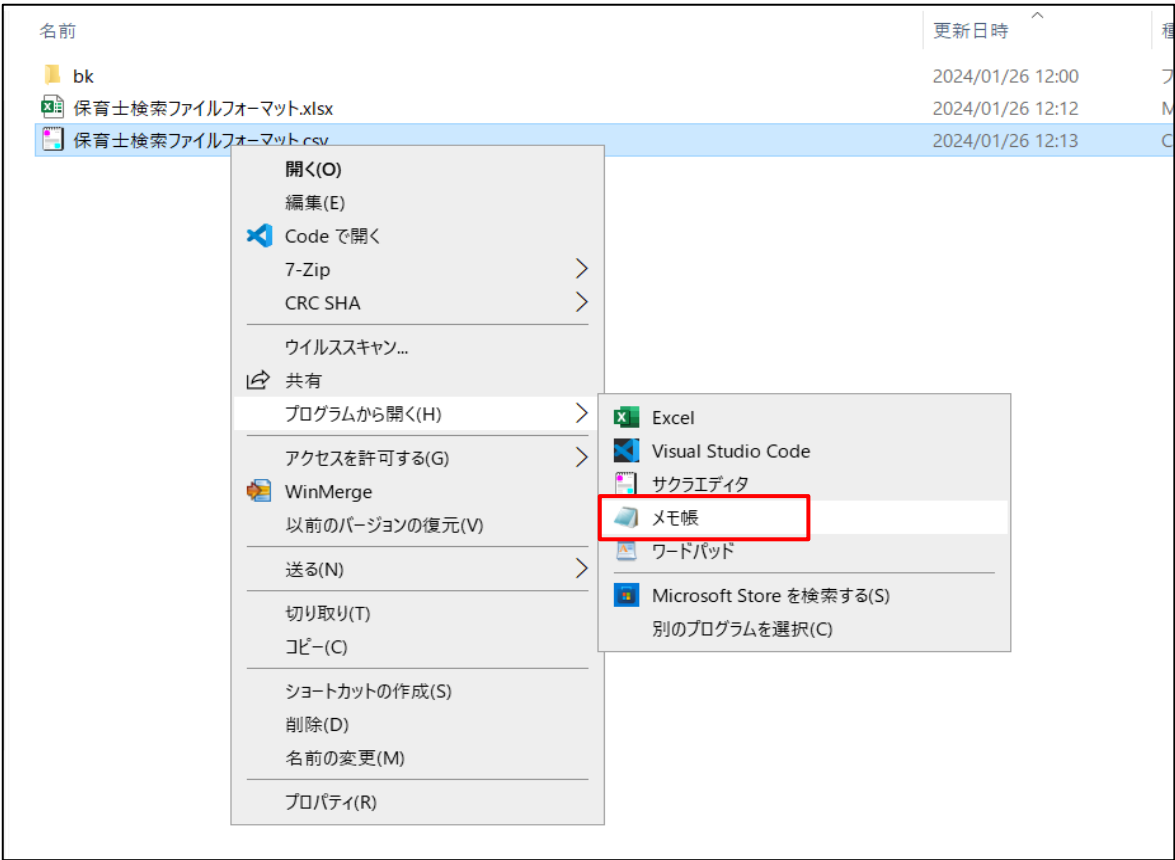 名前 更新日時
bk 2024/01/26 12:00
保育士検索ファイルフォーマット.xlsx 2024/01/26 12:12 M
保育士検索ファイルフォーマット.csv 2024/01/26 12:13 C
開く(O)
編集(E)
Code で開く
7-Zip
CRC SHA
ウイルススキャン...
共有
プログラムから開く(H)
Excel
Visual Studio Code
サクラエディタ
メモ帳
ワードパッド
Microsoft Store を検索する(S)
別のプログラムを選択(C)
アクセスを許可する(G)
WinMerge
以前のバージョンの復元(V)
送る(N)
切り取り(T)
コピー(C)
ショートカットの作成(S)
削除(D)
名前の変更(M)
プロパティ(R)